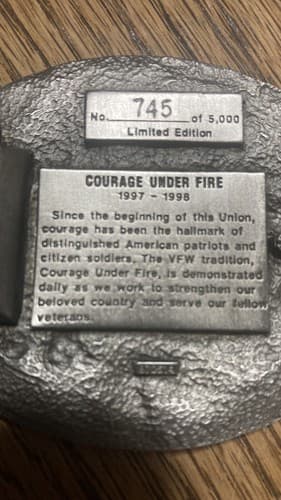 No. 745 of 5,000
Limited Edition
COURAGE UNDER FIRE
1997 - 1998
Since the beginning of this Union,
courage has been the hallmark of
distinguished American patriots and
citizen soldiers. The VFW tradition,
Courage Under Fire, is demonstrated
daily as we work to strengthen our
beloved country and serve our fellow
veterans.